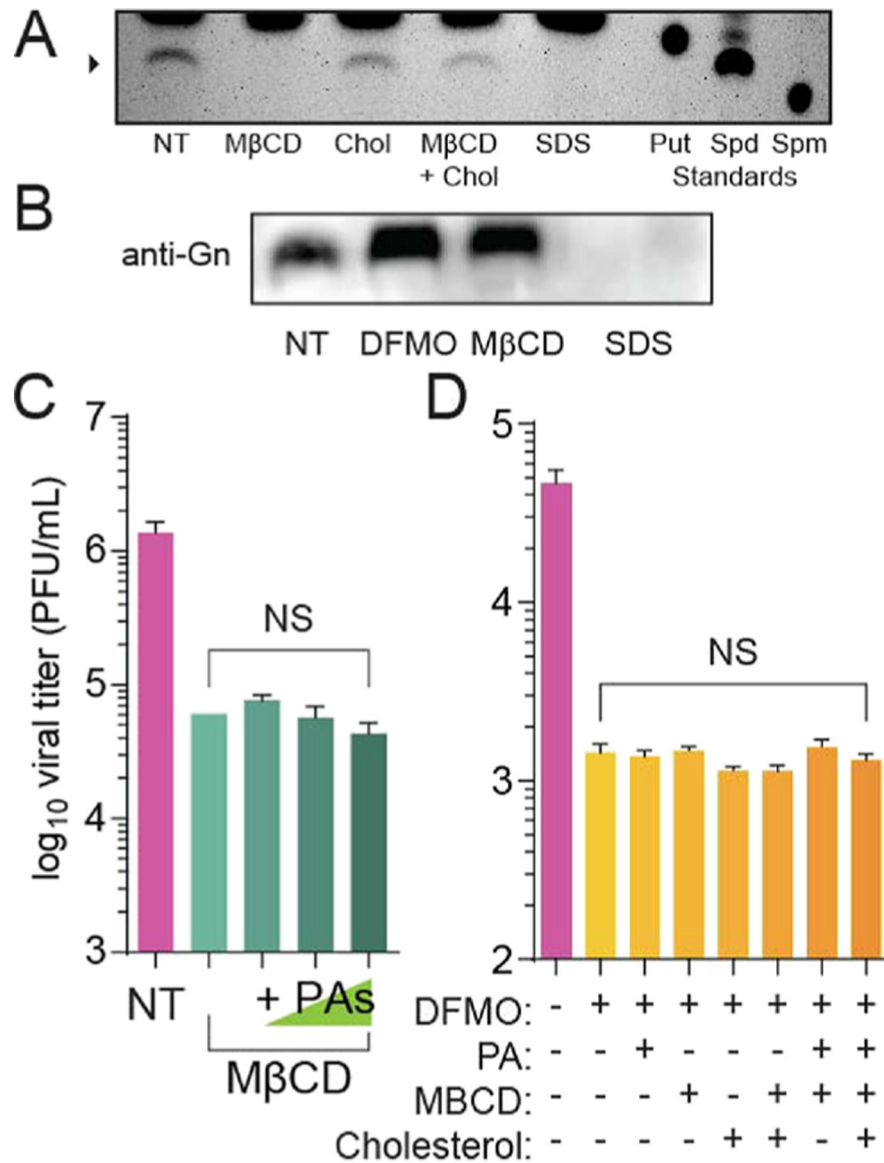 A
NT MβCD Chol MβCD SDS Put Spd Spm
+ Chol Standards
B
anti-Gn
NT DFMO MβCD SDS
C
log10 viral titer (PFU/mL)
7
6
5
4
3
NS
NT + PAs
MβCD
D
5
4
3
2
NS
DFMO: - + + + + + + +
PA: - - + - - - + +
MBCD: - - - + - + + +
Cholesterol: - - - - + + - +